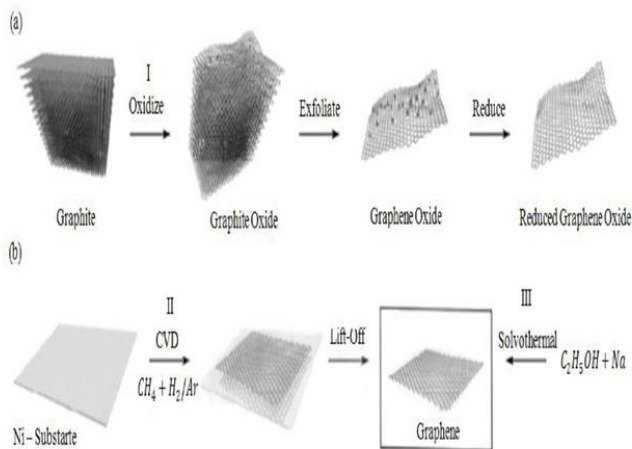 (a)
I
Oxidize
Exfoliate
Reduce
Graphite
Graphite Oxide
Graphene Oxide
Reduced Graphene Oxide
(b)
II
CVD
CH₄ + H₂/Ar
Lift-Off
III
Solvothermal
C₂H₅OH + Na
Ni – Substarte
Graphene